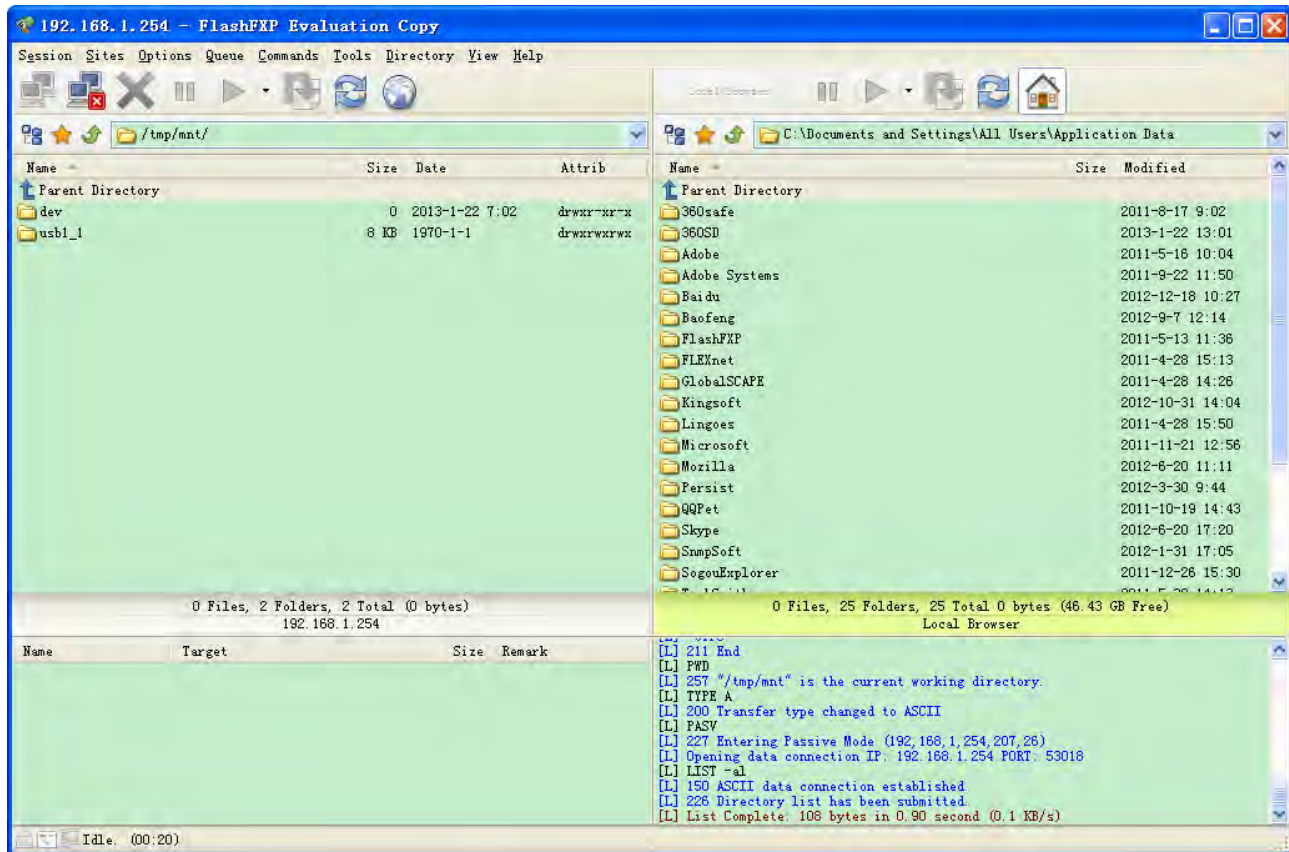 192.168.1.254 - FlashFXP Evaluation Copy
Session Sites Options Queue Commands Tools Directory View Help
Local Browser
/tmp/mnt/
Name Size Date Attrib
Parent Directory
dev 0 2013-1-22 7:02 drwxr-xr-x
usb1_1 8 KB 1970-1-1 drwxrwxrwx
0 Files, 2 Folders, 2 Total (0 bytes)
192.168.1.254
C:\Documents and Settings\All Users\Application Data
Name Size Modified
Parent Directory
360safe 2011-8-17 9:02
360SD 2013-1-22 13:01
Adobe 2011-5-16 10:04
Adobe Systems 2011-9-22 11:50
Baidu 2012-12-18 10:27
Baofeng 2012-9-7 12:14
FlashFXP 2011-5-13 11:36
FLEXnet 2011-4-28 15:13
GlobalSCAPE 2011-4-28 14:26
Kingsoft 2012-10-31 14:04
Lingoes 2011-4-28 15:50
Microsoft 2011-11-21 12:56
Mozilla 2012-6-20 11:11
Persist 2012-3-30 9:44
QQPet 2011-10-19 14:43
Skype 2012-6-20 17:20
SnmpSoft 2012-1-31 17:05
SogouExplorer 2011-12-26 15:30
0 Files, 25 Folders, 25 Total 0 bytes (46.43 GB Free)
Local Browser
Name Target Size Remark
[L] 211 End
[L] PWD
[L] 257 "/tmp/mnt" is the current working directory.
[L] TYPE A
[L] 200 Transfer type changed to ASCII
[L] PASV
[L] 227 Entering Passive Mode (192,168,1,254,207,26)
[L] Opening data connection IP: 192.168.1.254 PORT: 53018
[L] LIST -al
[L] 150 ASCII data connection established
[L] 226 Directory list has been submitted.
[L] List Complete: 108 bytes in 0.90 second (0.1 KB/s)
Idle. (00:20)